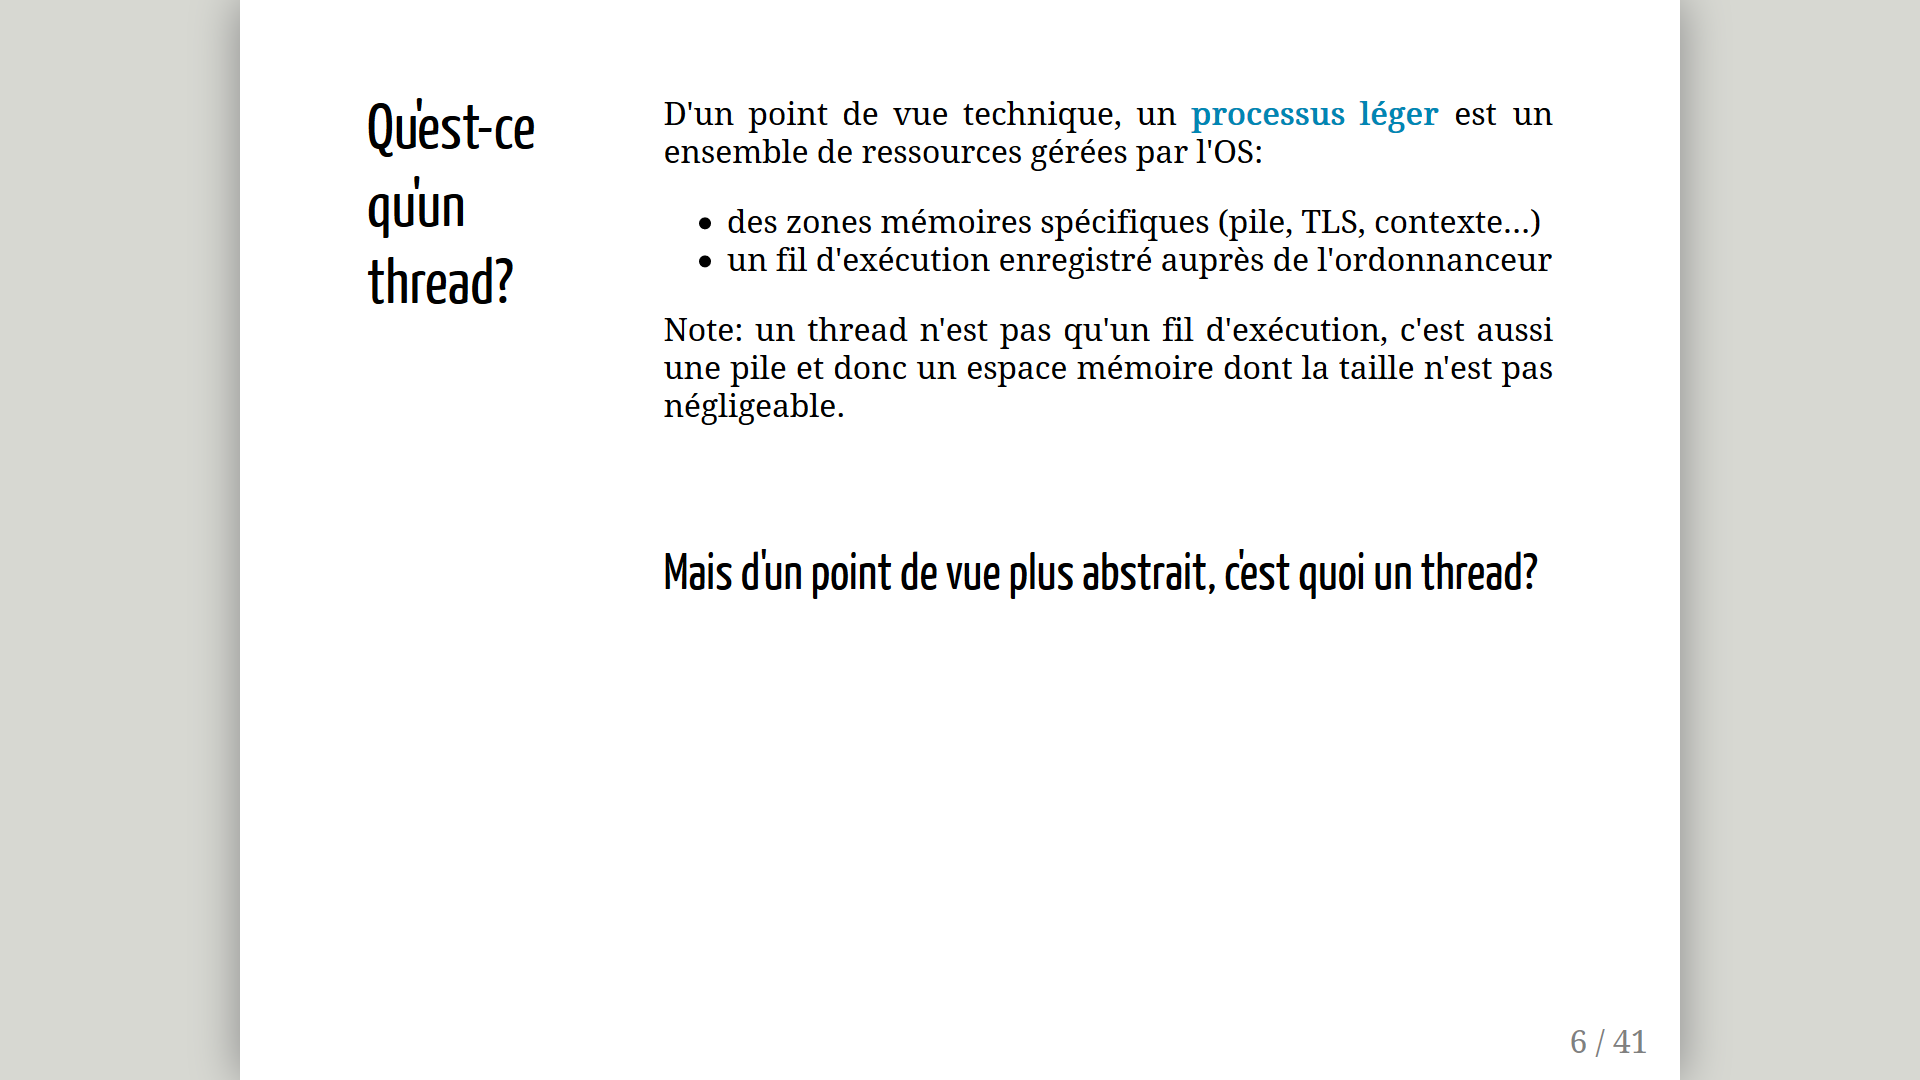 Qu'est-ce
qu'un
thread?
D'un point de vue technique, un processus léger est un
ensemble de ressources gérées par l'OS:
• des zones mémoires spécifiques (pile, TLS, contexte...)
• un fil d'exécution enregistré auprès de l'ordonnanceur
Note: un thread n'est pas qu'un fil d'exécution, c'est aussi
une pile et donc un espace mémoire dont la taille n'est pas
négligeable.
Mais d'un point de vue plus abstrait, c'est quoi un thread?
6 / 41